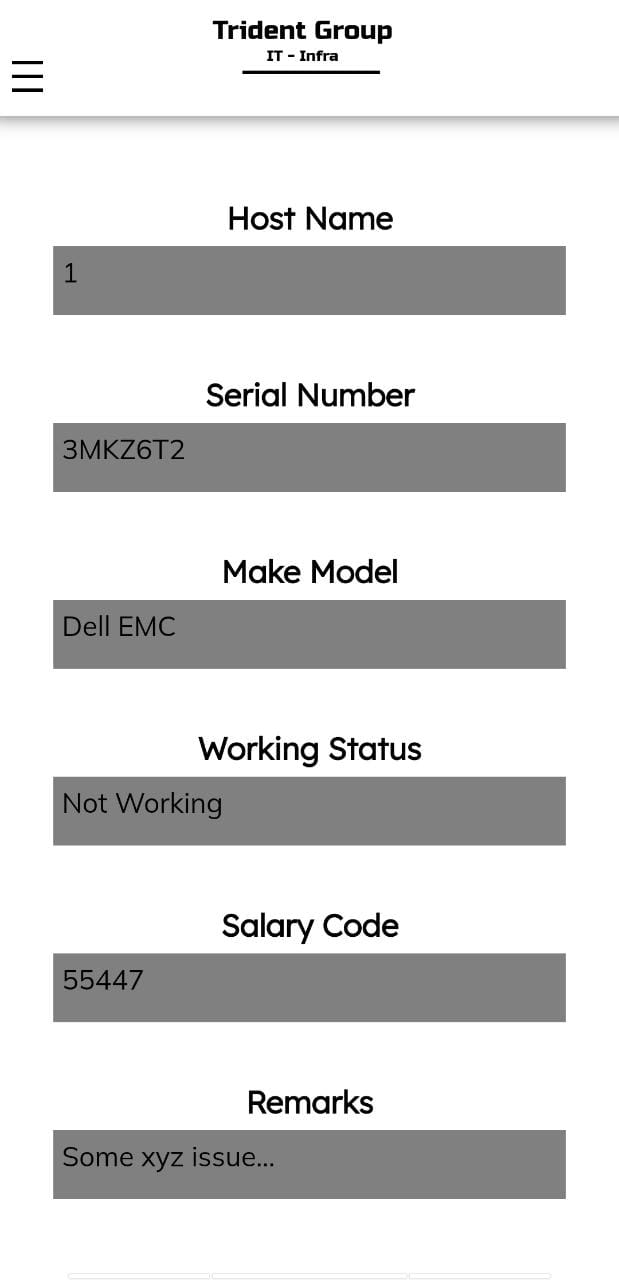 Trident Group
IT - Infra
Host Name
1
Serial Number
3MKZ6T2
Make Model
Dell EMC
Working Status
Not Working
Salary Code
55447
Remarks
Some xyz issue...